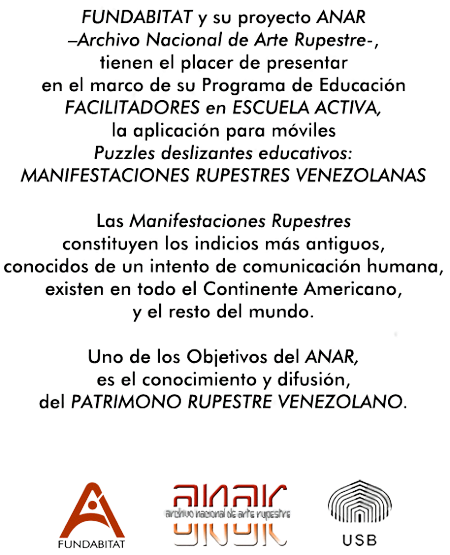 FUNDABITAT y su proyecto ANAR
–Archivo Nacional de Arte Rupestre-,
tienen el placer de presentar
en el marco de su Programa de Educación
FACILITADORES en ESCUELA ACTIVA,
la aplicación para móviles
Puzzles deslizantes educativos:
MANIFESTACIONES RUPESTRES VENEZOLANAS
Las Manifestaciones Rupestres
constituyen los indicios más antiguos,
conocidos de un intento de comunicación humana,
existen en todo el Continente Americano,
y el resto del mundo.
Uno de los Objetivos del ANAR,
es el conocimiento y difusión,
del PATRIMONO RUPESTRE VENEZOLANO.
FUNDABITAT
anar
archivo nacional de arte rupestre
USB